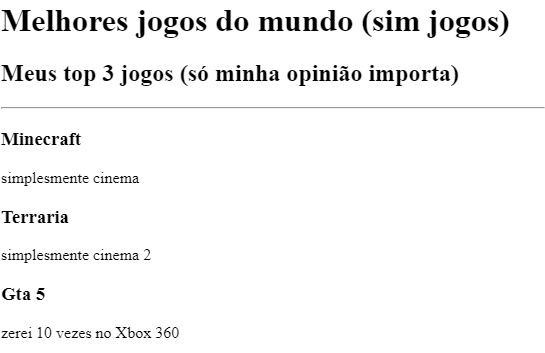 Melhores jogos do mundo (sim jogos)
Meus top 3 jogos (só minha opinião importa)
Minecraft
simplesmente cinema
Terraria
simplesmente cinema 2
Gta 5
zerei 10 vezes no Xbox 360